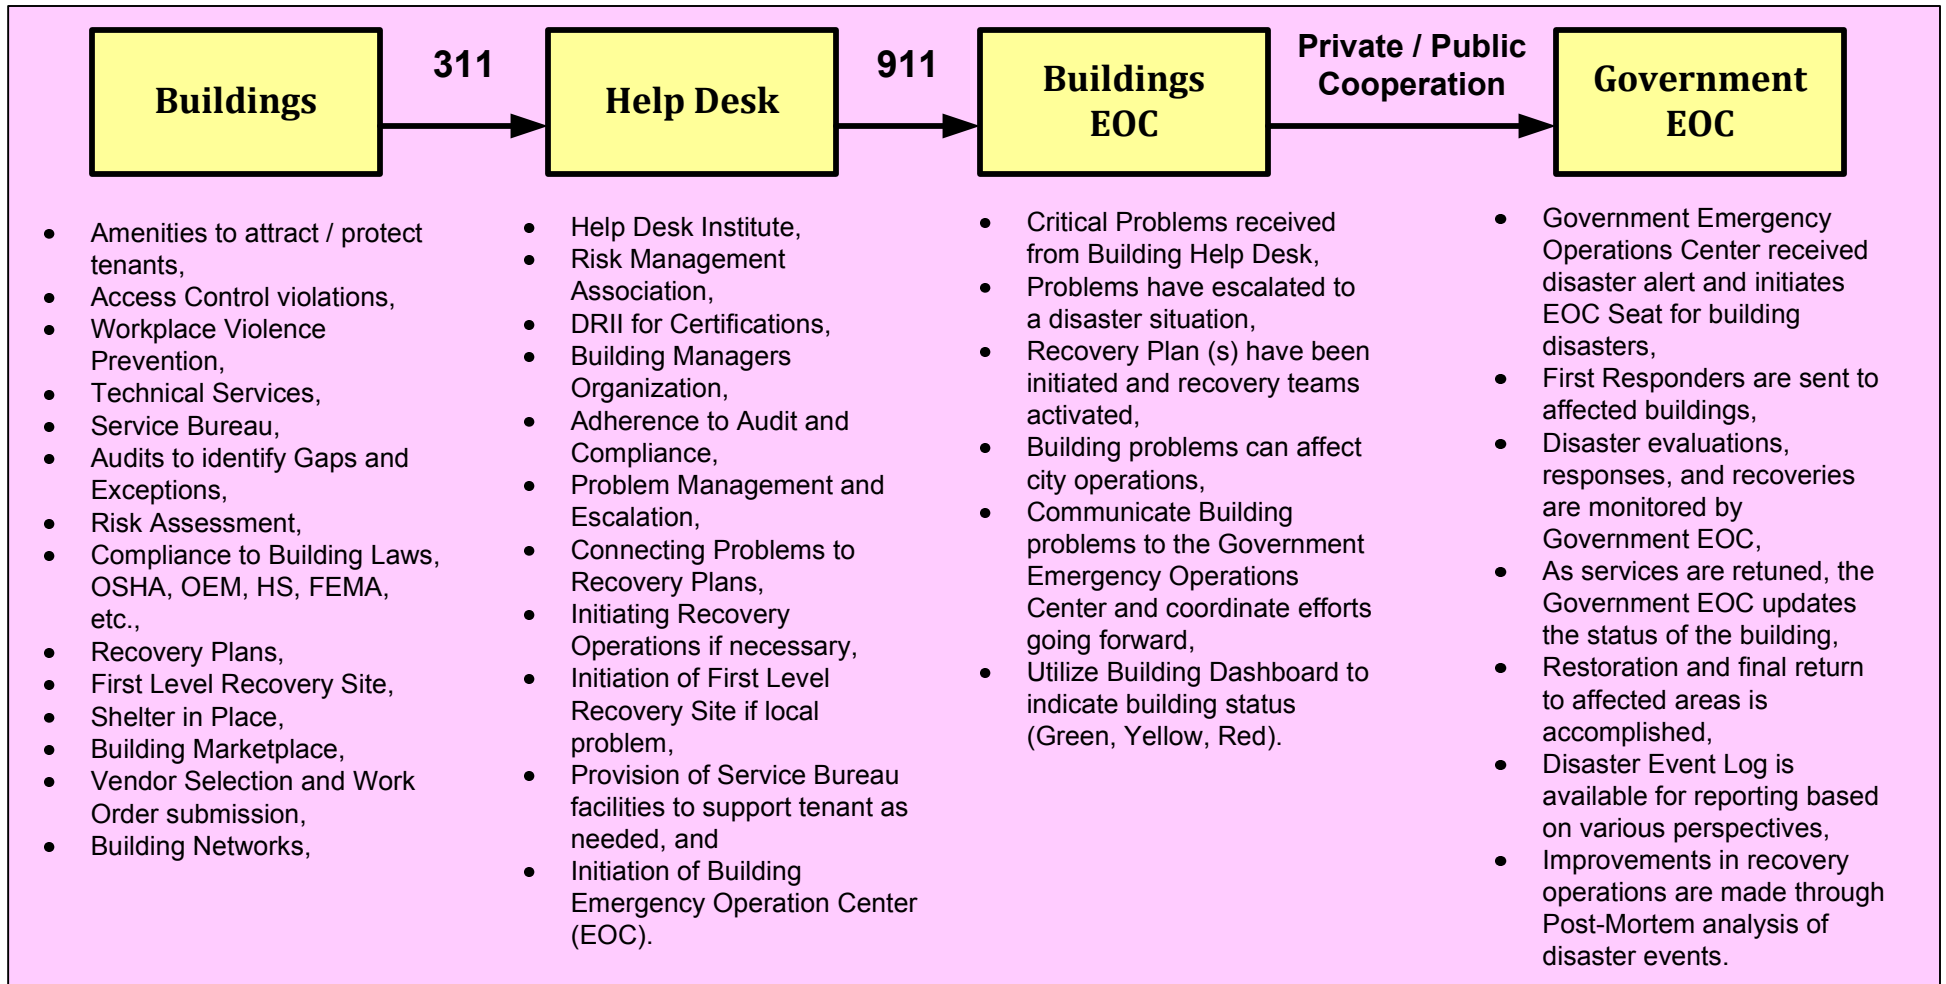 Buildings
311
Help Desk
911
Buildings
EOC
Private / Public
Cooperation
Government
EOC
• Amenities to attract / protect
tenants,
• Access Control violations,
• Workplace Violence
Prevention,
• Technical Services,
• Service Bureau,
• Audits to identify Gaps and
Exceptions,
• Risk Assessment,
• Compliance to Building Laws,
OSHA, OEM, HS, FEMA,
etc.,
• Recovery Plans,
• First Level Recovery Site,
• Shelter in Place,
• Building Marketplace,
• Vendor Selection and Work
Order submission,
• Building Networks,
• Help Desk Institute,
• Risk Management
Association,
• DRII for Certifications,
• Building Managers
Organization,
• Adherence to Audit and
Compliance,
• Problem Management and
Escalation,
• Connecting Problems to
Recovery Plans,
• Initiating Recovery
Operations if necessary,
• Initiation of First Level
Recovery Site if local
problem,
• Provision of Service Bureau
facilities to support tenant as
needed, and
• Initiation of Building
Emergency Operation Center
(EOC).
• Critical Problems received
from Building Help Desk,
• Problems have escalated to
a disaster situation,
• Recovery Plan (s) have been
initiated and recovery teams
activated,
• Building problems can affect
city operations,
• Communicate Building
problems to the Government
Emergency Operations
Center and coordinate efforts
going forward,
• Utilize Building Dashboard to
indicate building status
(Green, Yellow, Red).
• Government Emergency
Operations Center received
disaster alert and initiates
EOC Seat for building
disasters,
• First Responders are sent to
affected buildings,
• Disaster evaluations,
responses, and recoveries
are monitored by
Government EOC,
• As services are retuned, the
Government EOC updates
the status of the building,
• Restoration and final return
to affected areas is
accomplished,
• Disaster Event Log is
available for reporting based
on various perspectives,
• Improvements in recovery
operations are made through
Post-Mortem analysis of
disaster events.